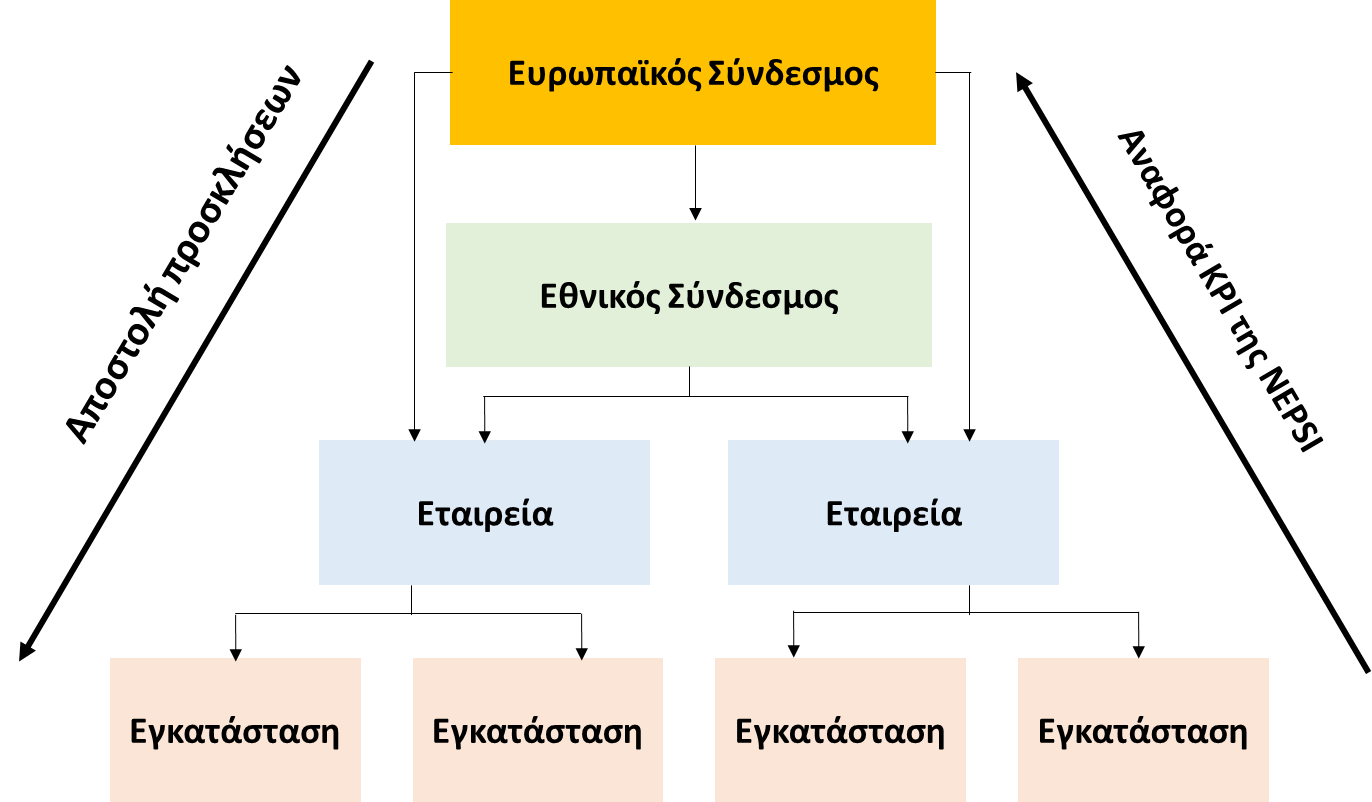 Ευρωπαϊκός Σύνδεσμος
Αποστολή προσκλήσεων
Αναφορά KPI της NEPSI
Εθνικός Σύνδεσμος
Εταιρεία
Εταιρεία
Εγκατάσταση
Εγκατάσταση
Εγκατάσταση
Εγκατάσταση